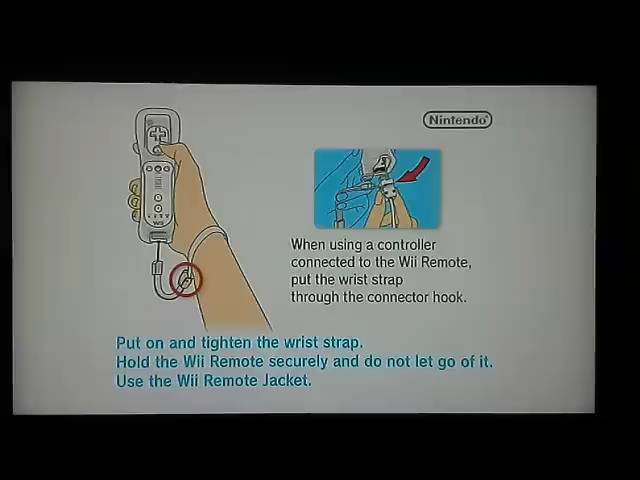 Nintendo
Wii
When using a controller
connected to the Wii Remote,
put the wrist strap
through the connector hook.
Put on and tighten the wrist strap.
Hold the Wii Remote securely and do not let go of it.
Use the Wii Remote Jacket.